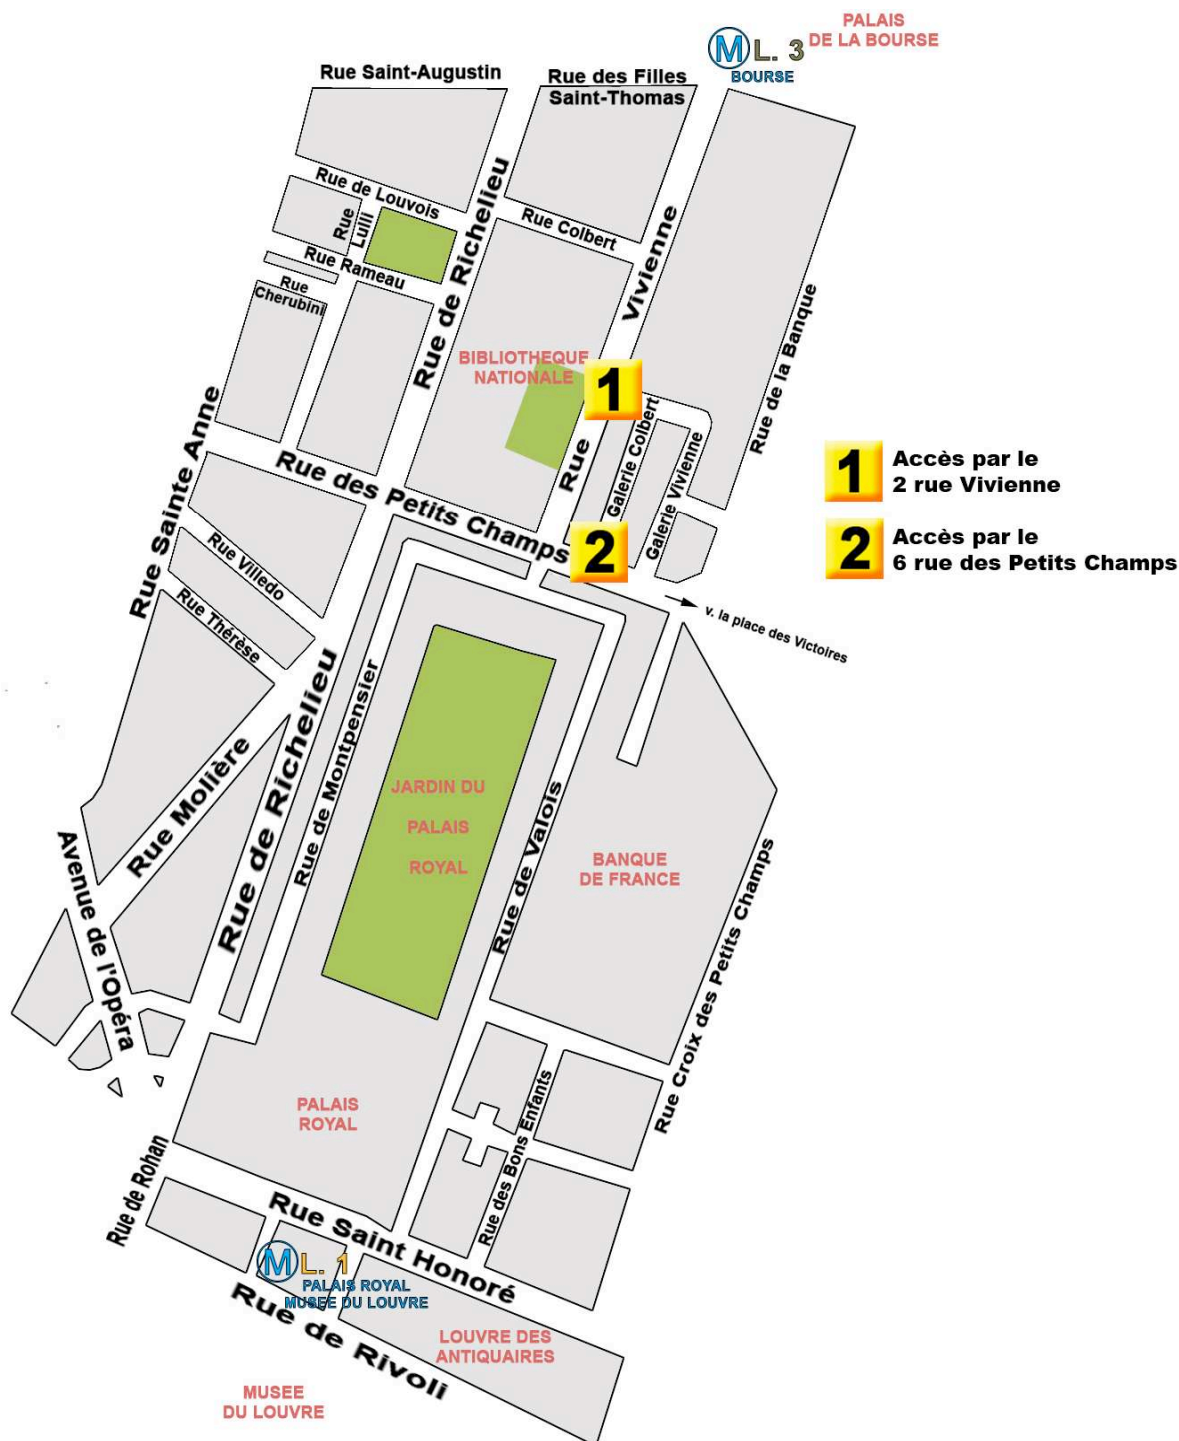 PALAIS
DE LA BOURSE
M L. 3
BOURSE
Rue Saint-Augustin
Rue des Filles
Saint-Thomas
Rue de Louvois
Rue
Lulli
Rue Colbert
Rue Rameau
Rue
Cherubini
Rue de Richelieu
Vivienne
Rue de la Banque
BIBLIOTHEQUE
NATIONALE
1
Rue
Galerie Colbert
Galerie Vivienne
Rue Sainte Anne
Rue des Petits Champs
2
1
Accès par le
2 rue Vivienne
2
Accès par le
6 rue des Petits Champs
v. la place des Victoires
Rue Villedo
Rue Thérèse
Rue Molière
Rue de Richelieu
Rue de Montpensier
JARDIN DU
PALAIS
ROYAL
Rue de Valois
BANQUE
DE FRANCE
Rue Croix des Petits Champs
Avenue de l'Opéra
PALAIS
ROYAL
Rue des Bons Enfants
Rue de Rohan
Rue Saint Honoré
M L. 1
PALAIS ROYAL
MUSEE DU LOUVRE
Rue de Rivoli
LOUVRE DES
ANTIQUAIRES
MUSEE
DU LOUVRE